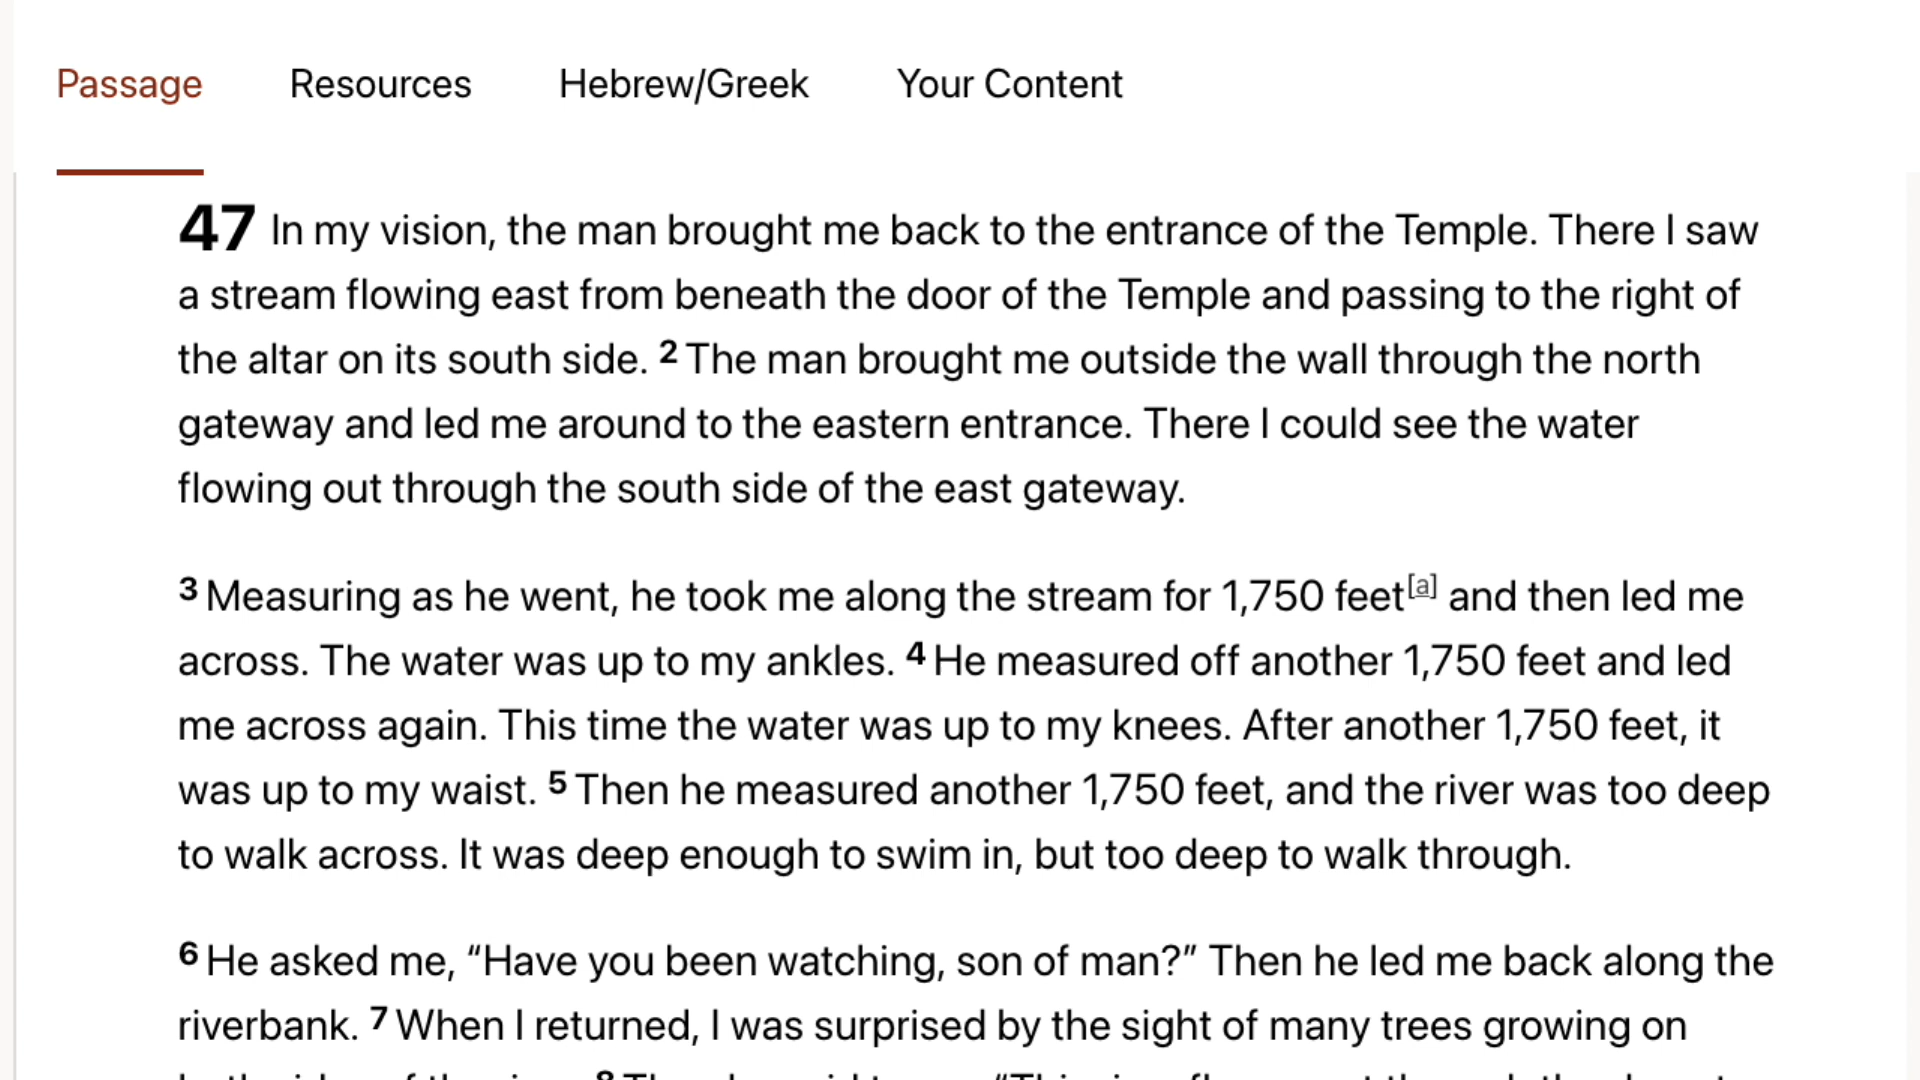 Passage Resources Hebrew/Greek Your Content
47 In my vision, the man brought me back to the entrance of the Temple. There I saw
a stream flowing east from beneath the door of the Temple and passing to the right of
the altar on its south side. 2 The man brought me outside the wall through the north
gateway and led me around to the eastern entrance. There I could see the water
flowing out through the south side of the east gateway.
3 Measuring as he went, he took me along the stream for 1,750 feet[a] and then led me
across. The water was up to my ankles. 4 He measured off another 1,750 feet and led
me across again. This time the water was up to my knees. After another 1,750 feet, it
was up to my waist. 5 Then he measured another 1,750 feet, and the river was too deep
to walk across. It was deep enough to swim in, but too deep to walk through.
6 He asked me, “Have you been watching, son of man?” Then he led me back along the
riverbank. 7 When I returned, I was surprised by the sight of many trees growing on